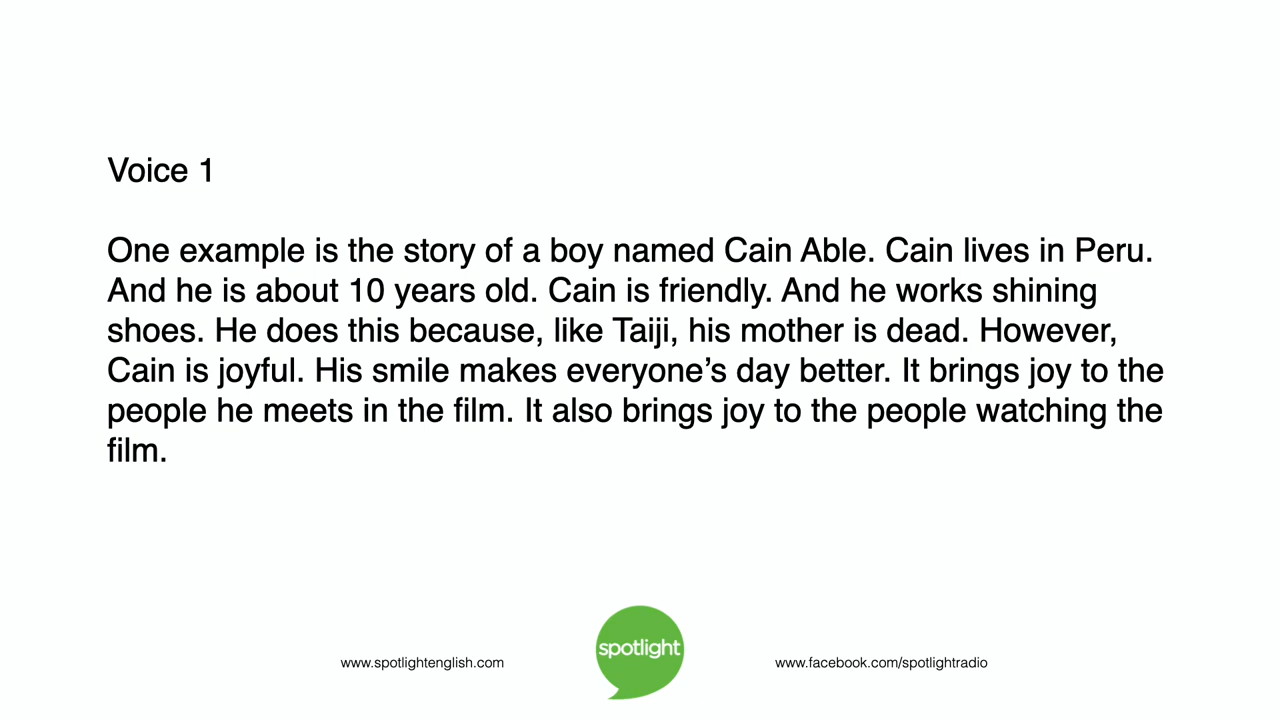 Voice 1
One example is the story of a boy named Cain Able. Cain lives in Peru.
And he is about 10 years old. Cain is friendly. And he works shining
shoes. He does this because, like Taiji, his mother is dead. However,
Cain is joyful. His smile makes everyone’s day better. It brings joy to the
people he meets in the film. It also brings joy to the people watching the
film.
spotlight
www.spotlightenglish.com
www.facebook.com/spotlightradio